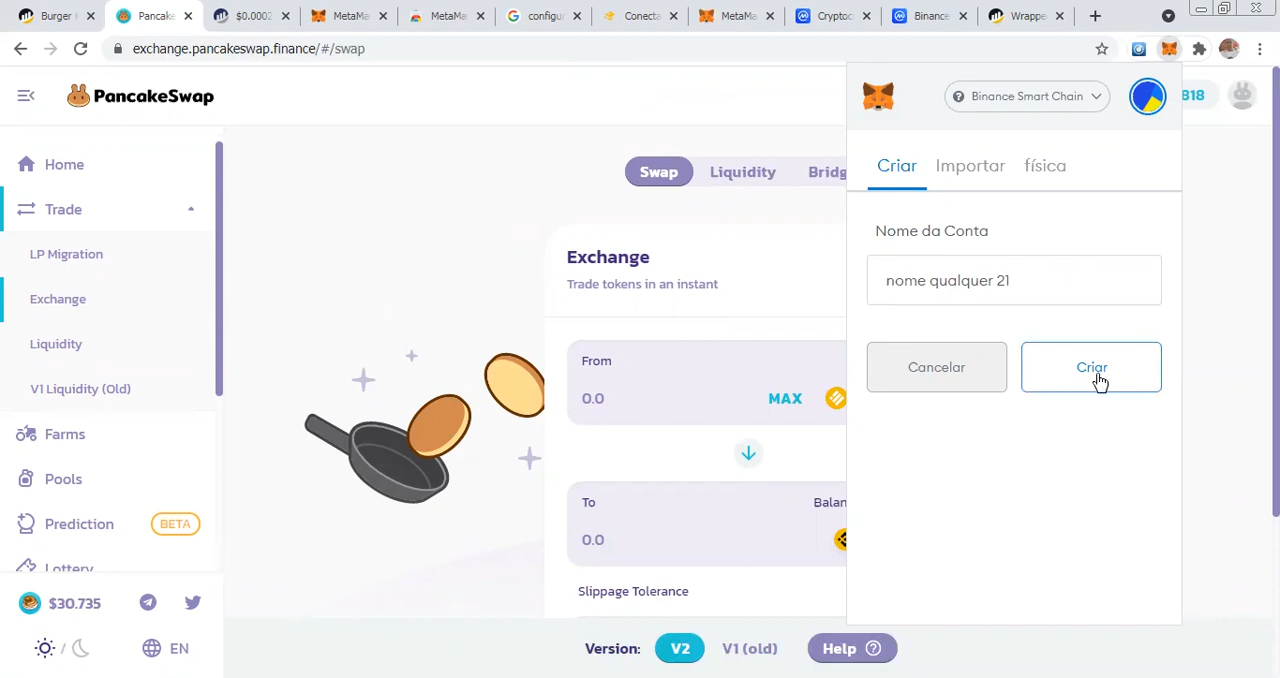 Burger
Pancake
$0.0002
MetaMa
MetaMa
configu
Conecta
MetaMa
Cryptoc
Binance
Wrappe
exchange.pancakeswap.finance/#/swap
PancakeSwap
Binance Smart Chain
818
Home
Trade
LP Migration
Exchange
Liquidity
V1 Liquidity (Old)
Farms
Pools
Prediction
BETA
Lottery
$30.735
/
EN
Swap
Liquidity
Bridg
Exchange
Trade tokens in an instant
From
0.0
MAX
To
Balan
0.0
Slippage Tolerance
Version:
V2
V1 (old)
Help
Criar
Importar
física
Nome da Conta
nome qualquer 21
Cancelar
Criar